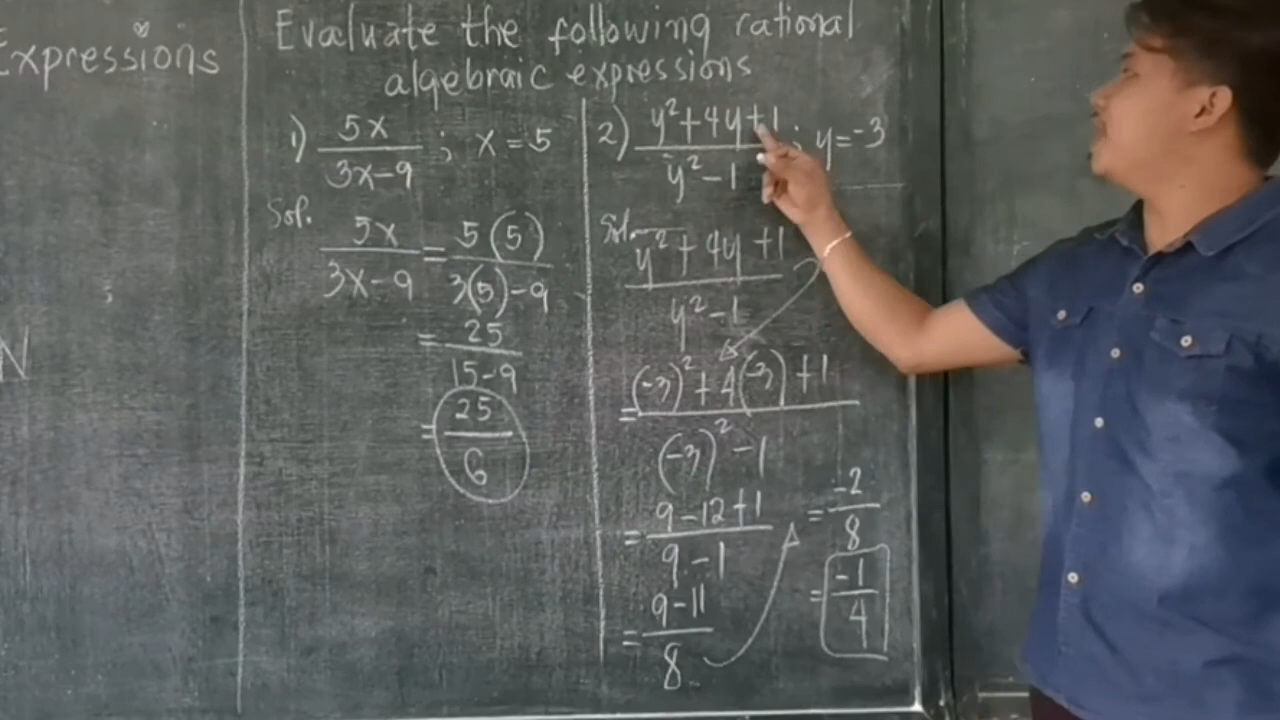 Expressions
N
Evaluate the following rational
algebraic expressions
1) 5x / 3x-9 ; x=5
Sol.
5x / 3x-9 = 5(5) / 3(5)-9
= 25 / 15-9
= 25 / 6
2) y²+4y+1 / y²-1 ; y=-3
Sol.
y²+4y+1 / y²-1
= (-3)²+4(-3)+1 / (-3)²-1
= 9-12+1 / 9-1
= 9-11 / 8
= -2 / 8
= -1 / 4